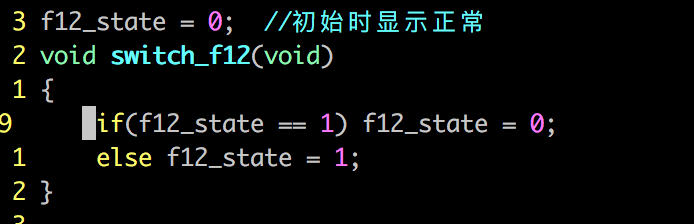 3 f12_state = 0;  //初始时显示正常
2 void switch_f12(void)
1 {
9     if(f12_state == 1) f12_state = 0;
1     else f12_state = 1;
2 }